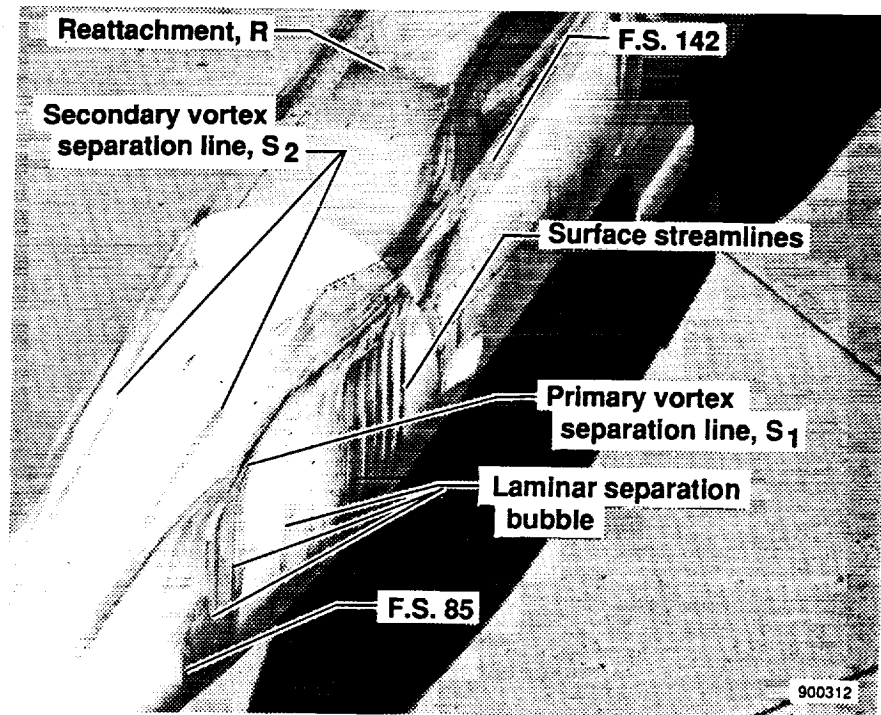 Reattachment, R
F.S. 142
Secondary vortex
separation line, S2
Surface streamlines
Primary vortex
separation line, S1
Laminar separation
bubble
F.S. 85
900312